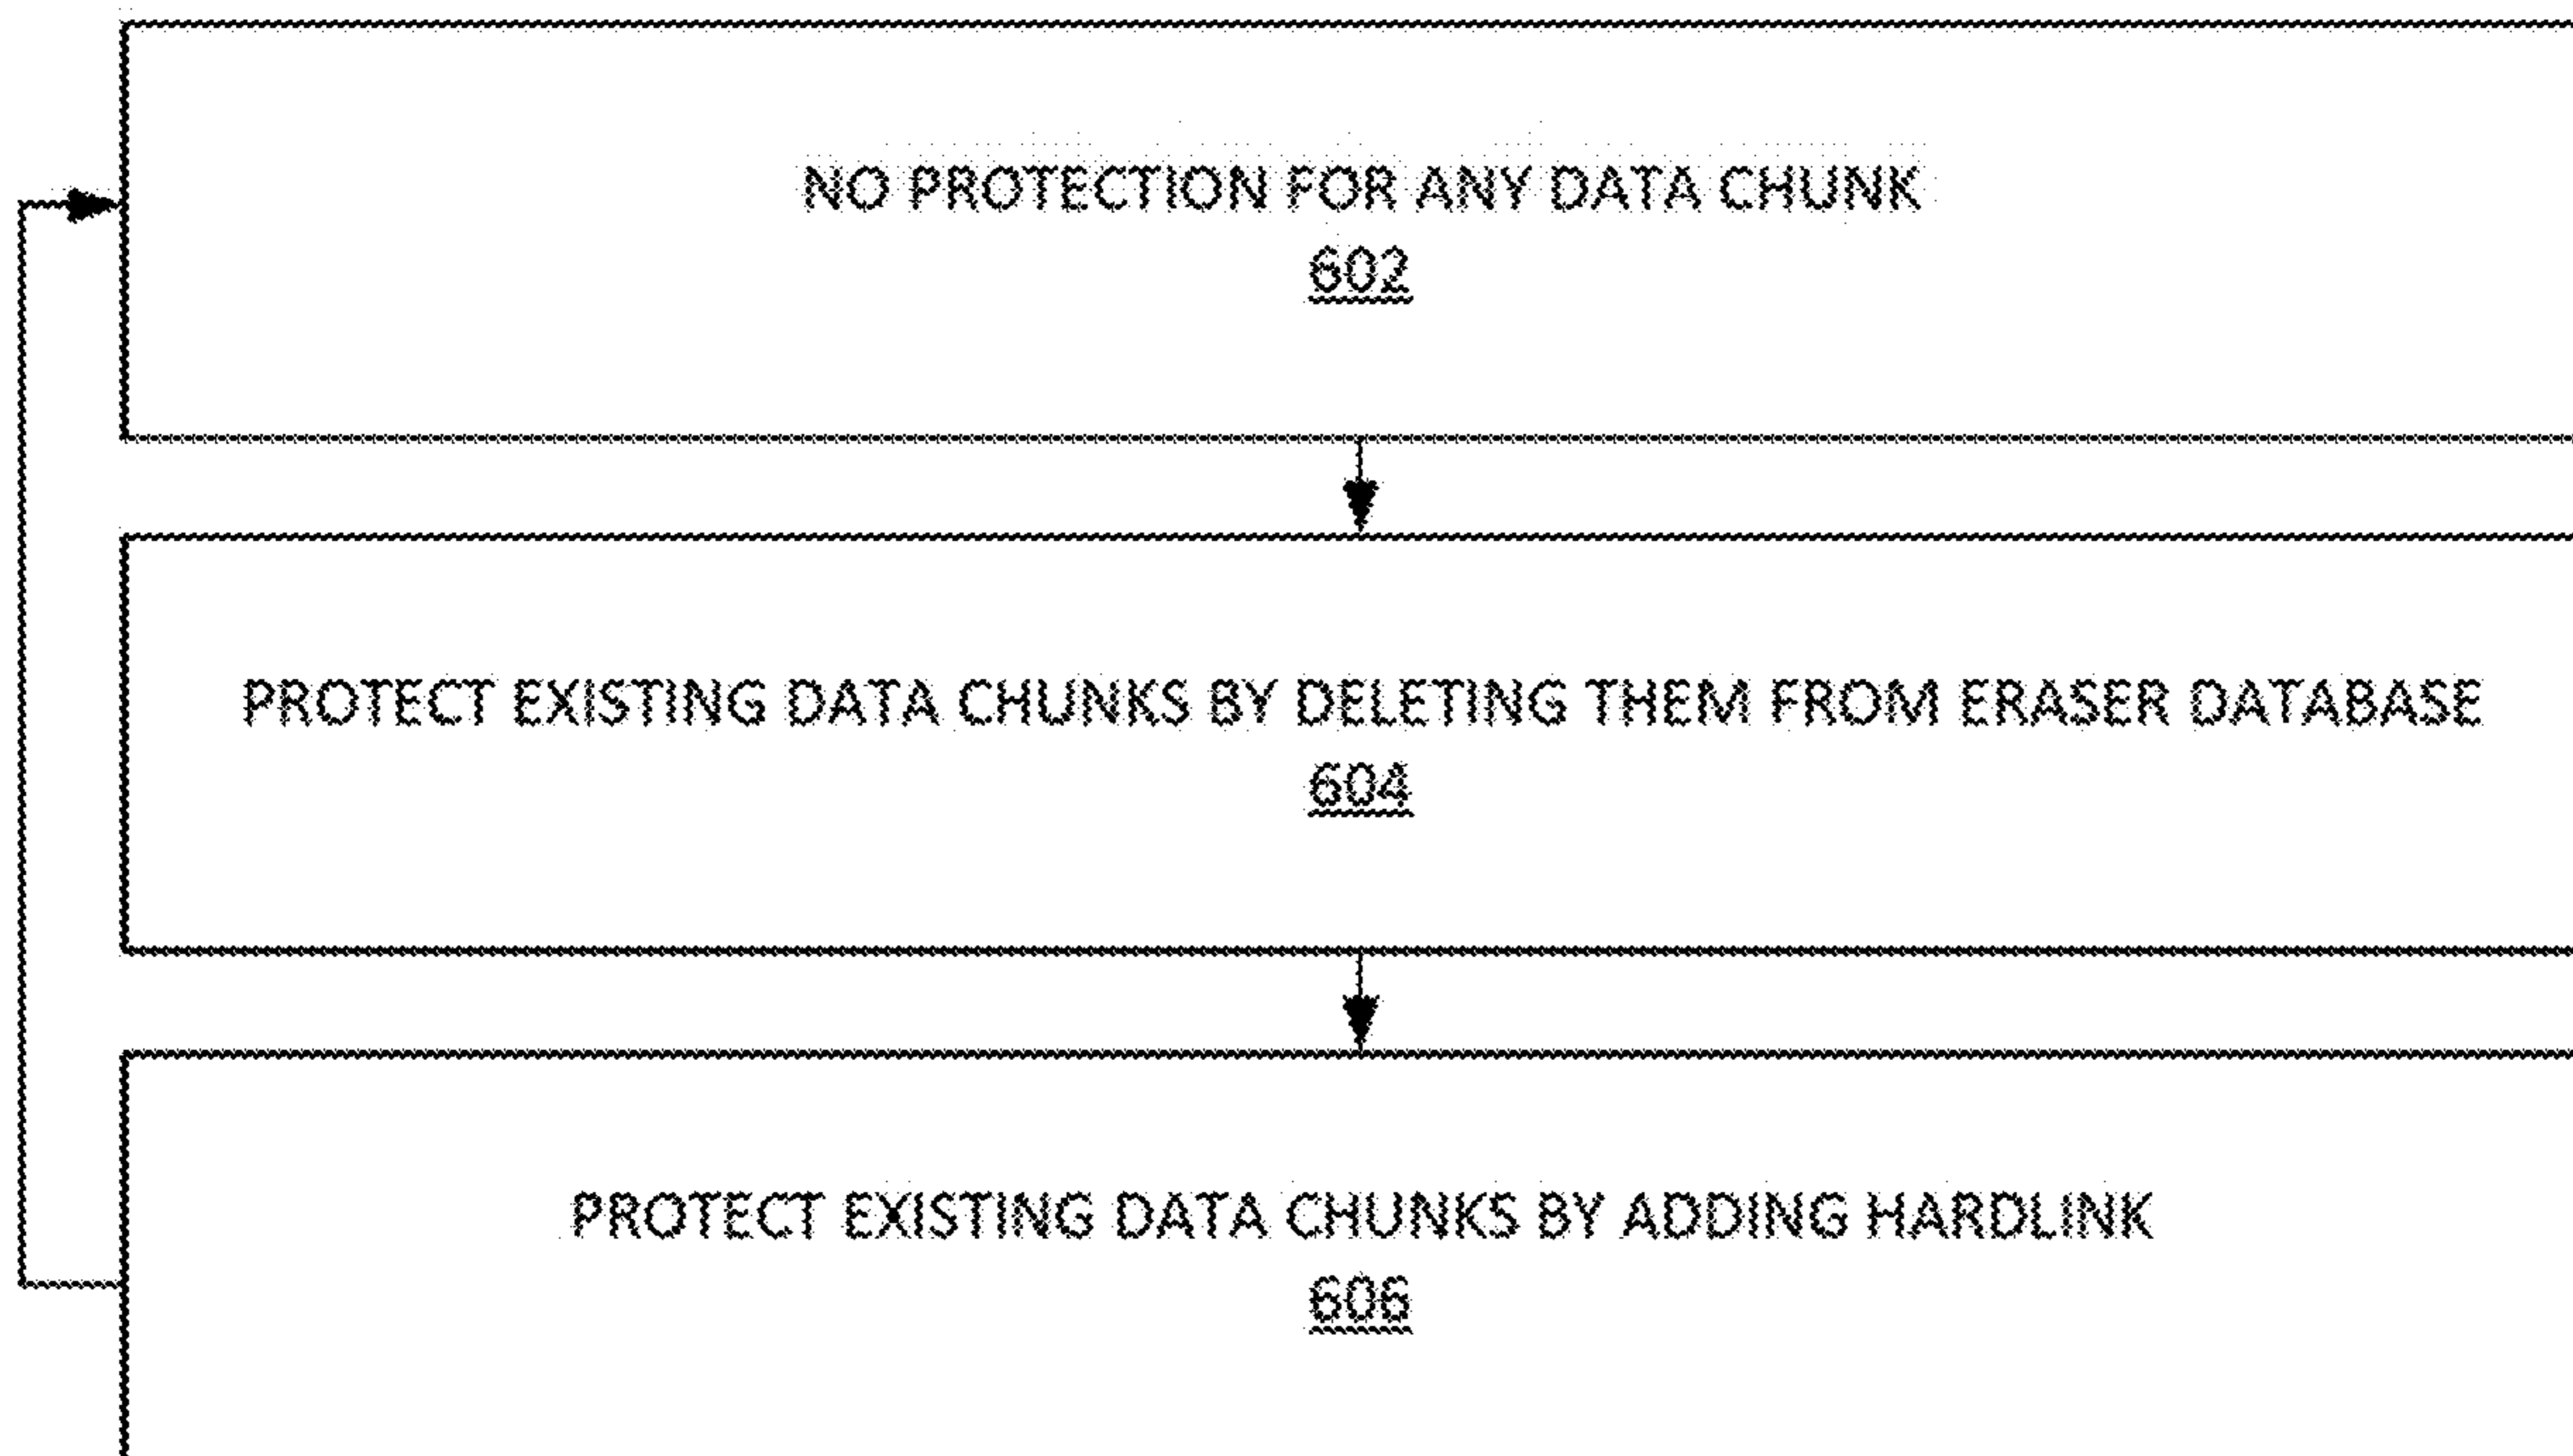 NO PROTECTION FOR ANY DATA CHUNK
602
PROTECT EXISTING DATA CHUNKS BY DELETING THEM FROM ERASER DATABASE
604
PROTECT EXISTING DATA CHUNKS BY ADDING HARDLINK
606